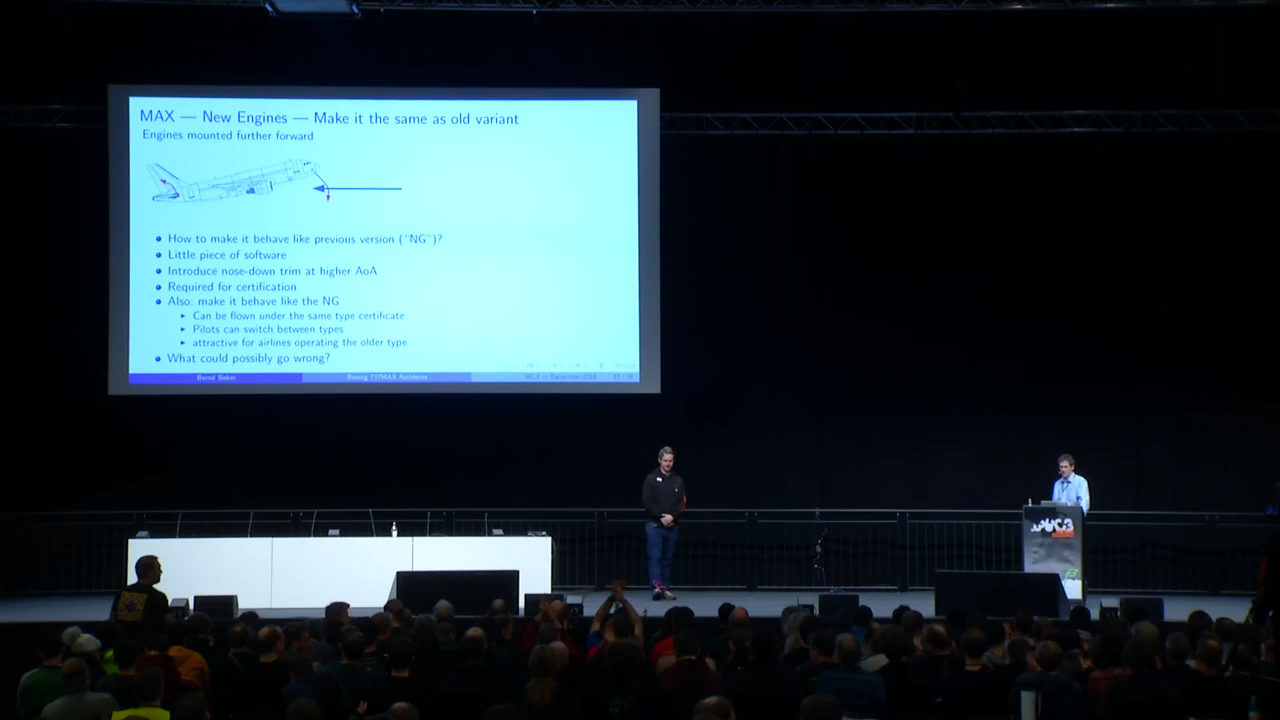 MAX — New Engines — Make it the same as old variant
Engines mounted further forward
How to make it behave like previous version ("NG")?
Little piece of software
Introduce nose-down trim at higher AoA
Required for certification
Also: make it behave like the NG
Can be flown under the same type certificate
Pilots can switch between types
attractive for airlines operating the older type
What could possibly go wrong?
Bernd Sieker Boeing 737MAX Accidents